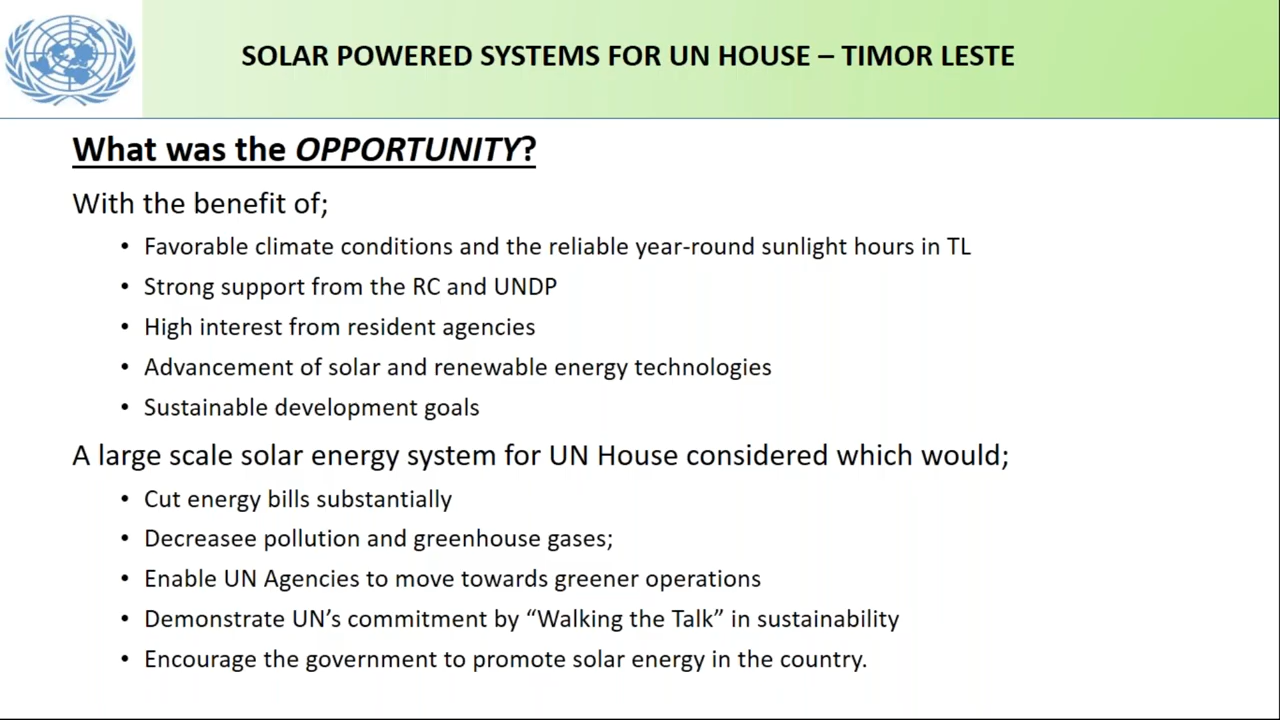 SOLAR POWERED SYSTEMS FOR UN HOUSE – TIMOR LESTE
What was the OPPORTUNITY?
With the benefit of;
• Favorable climate conditions and the reliable year-round sunlight hours in TL
• Strong support from the RC and UNDP
• High interest from resident agencies
• Advancement of solar and renewable energy technologies
• Sustainable development goals
A large scale solar energy system for UN House considered which would;
• Cut energy bills substantially
• Decreasee pollution and greenhouse gases;
• Enable UN Agencies to move towards greener operations
• Demonstrate UN’s commitment by “Walking the Talk” in sustainability
• Encourage the government to promote solar energy in the country.